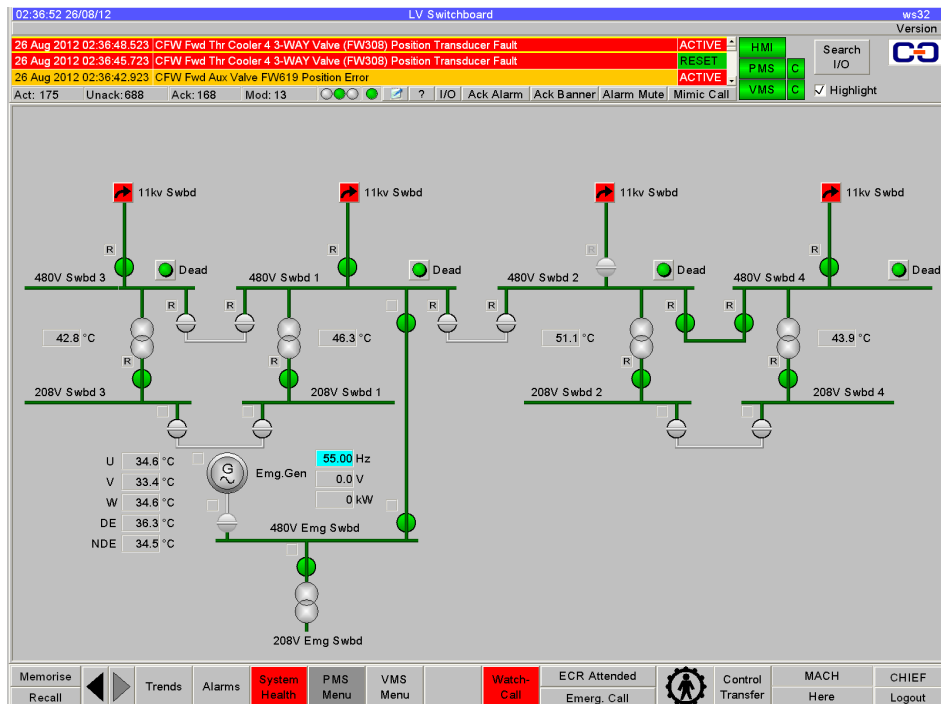 02:36:52 26/08/12 LV Switchboard ws32
Version
26 Aug 2012 02:36:48.523 CFW Fwd Thr Cooler 4 3-WAY Valve (FW308) Position Transducer Fault ACTIVE
26 Aug 2012 02:36:45.723 CFW Fwd Thr Cooler 4 3-WAY Valve (FW308) Position Transducer Fault RESET
26 Aug 2012 02:36:42.923 CFW Fwd Aux Valve FW619 Position Error ACTIVE
HMI
PMS C
VMS C
Search
I/O
Act: 175 Unack:688 Ack:168 Mod: 13 ? I/O Ack Alarm Ack Banner Alarm Mute Mimic Call
Highlight
11kv Swbd 11kv Swbd 11kv Swbd 11kv Swbd
R R R R
Dead Dead Dead Dead
480V Swbd 3 480V Swbd 1 480V Swbd 2 480V Swbd 4
R R R R R R
42.8 °C 46.3 °C 51.1 °C 43.9 °C
R R R R
208V Swbd 3 208V Swbd 1 208V Swbd 2 208V Swbd 4
U 34.6 °C
V 33.4 °C
W 34.6 °C
DE 36.3 °C
NDE 34.5 °C
G
Emg.Gen
55.00 Hz
0.0 V
0 kW
480V Emg Swbd
208V Emg Swbd
Memorise
Recall
Trends
Alarms
System
Health
PMS
Menu
VMS
Menu
Watch-
Call
ECR Attended
Emerg. Call
Control
Transfer
MACH
Here
CHIEF
Logout